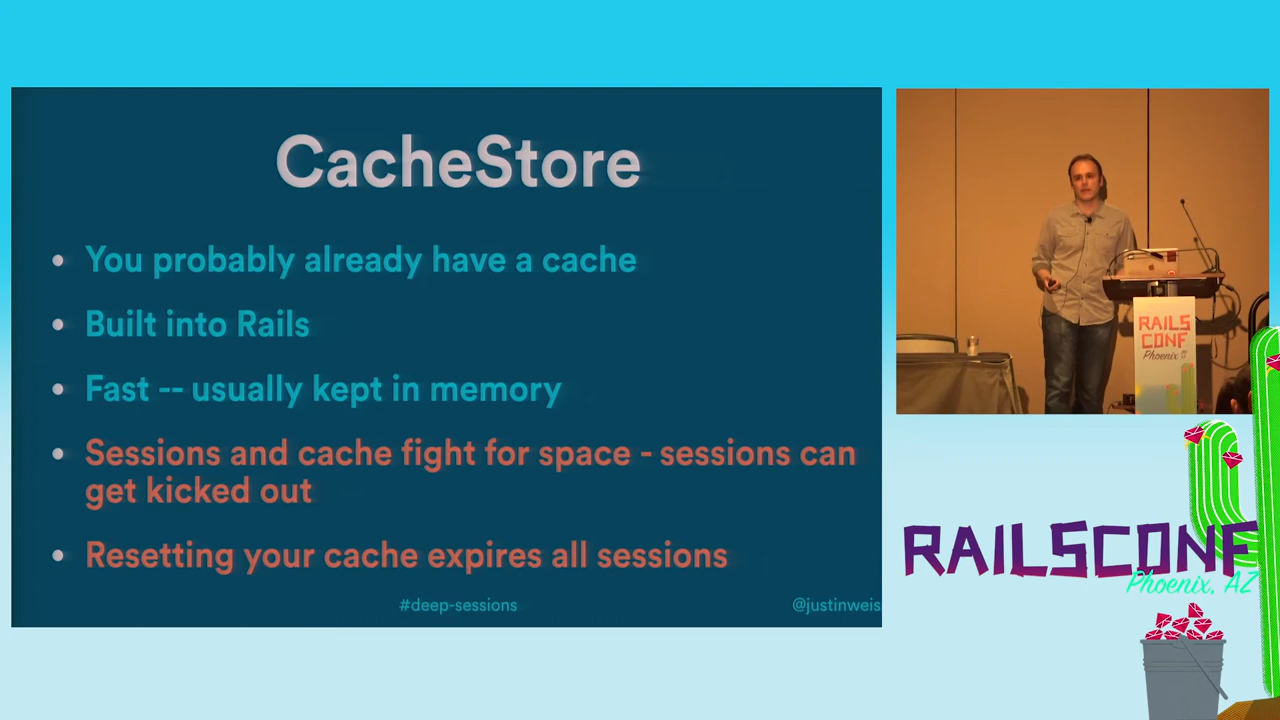 CacheStore
• You probably already have a cache
• Built into Rails
• Fast -- usually kept in memory
• Sessions and cache fight for space - sessions can
get kicked out
• Resetting your cache expires all sessions
#deep-sessions
@justinweis
RAILS
CONF
Phoenix
RAILSCONF
Phoenix, AZ